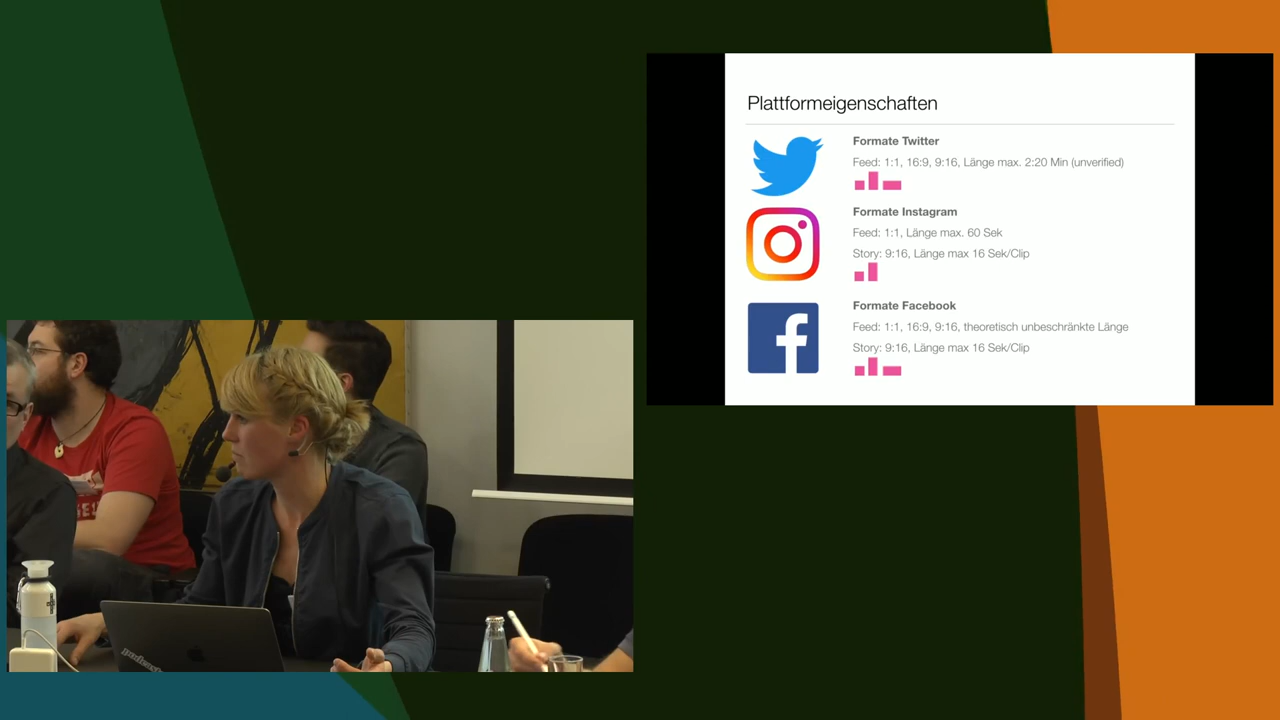 Plattformeigenschaften
Formate Twitter
Feed: 1:1, 16:9, 9:16, Länge max. 2:20 Min (unverified)
Formate Instagram
Feed: 1:1, Länge max. 60 Sek
Story: 9:16, Länge max 16 Sek/Clip
Formate Facebook
Feed: 1:1, 16:9, 9:16, theoretisch unbeschränkte Länge
Story: 9:16, Länge max 16 Sek/Clip